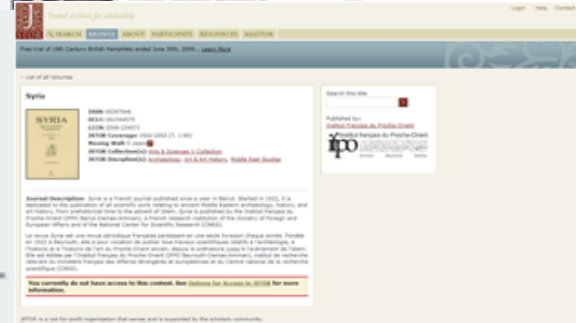 Login Help Contact
JSTOR
Trusted archives for scholarship
SEARCH BROWSE ABOUT PARTICIPATE RESOURCES MyJSTOR
Free trial of 19th Century British Pamphlets ended June 30th, 2009... Learn More
List of all Volumes
Syria
SYRIA
ISSN:
OCLC:
LCCN:
JSTOR Coverage: 1920-2003 (T. 1-80)
Moving Wall: 5 years
JSTOR Collection(s): Arts & Sciences V Collection
JSTOR Discipline(s): Archaeology, Art & Art History, Middle East Studies
Search this title
Published by:
Institut français du Proche-Orient
ifpo
Institut français du Proche-Orient
Journal Description: Syria is a French journal published once a year in Beirut. Started in it is
dedicated to the publication of all scientific work relating to ancient Middle Eastern archaeology, history, and
art history, from prehistorical time to the advent of Islam. Syria is published by the Institut français du
Proche-Orient (IFPO Beirut-Damas-Amman), a French research institution of the ministry of Foreign and
European Affairs and of the National Center for Scientific Research (CNRS).
La revue Syria est une revue périodique française paraissant en une seule livraison chaque année. Fondée
en à Beyrouth, elle a pour vocation de publier tous travaux scientifiques relatifs à l'archéologie, à
l'histoire et à l'histoire de l'art du Proche-Orient ancien, depuis la préhistoire jusqu'à l'avènement de l'Islam.
Elle est éditée par l'Institut français du Proche-Orient (IFPO Beyrouth-Damas-Amman), institut de recherche
relevant du ministère français des Affaires étrangères et européennes et du Centre national de la recherche
scientifique (CNRS).
You currently do not have access to this content. See Options for Access to JSTOR for more
information.
JSTOR is a not-for-profit organization that serves and is supported by the scholarly community.